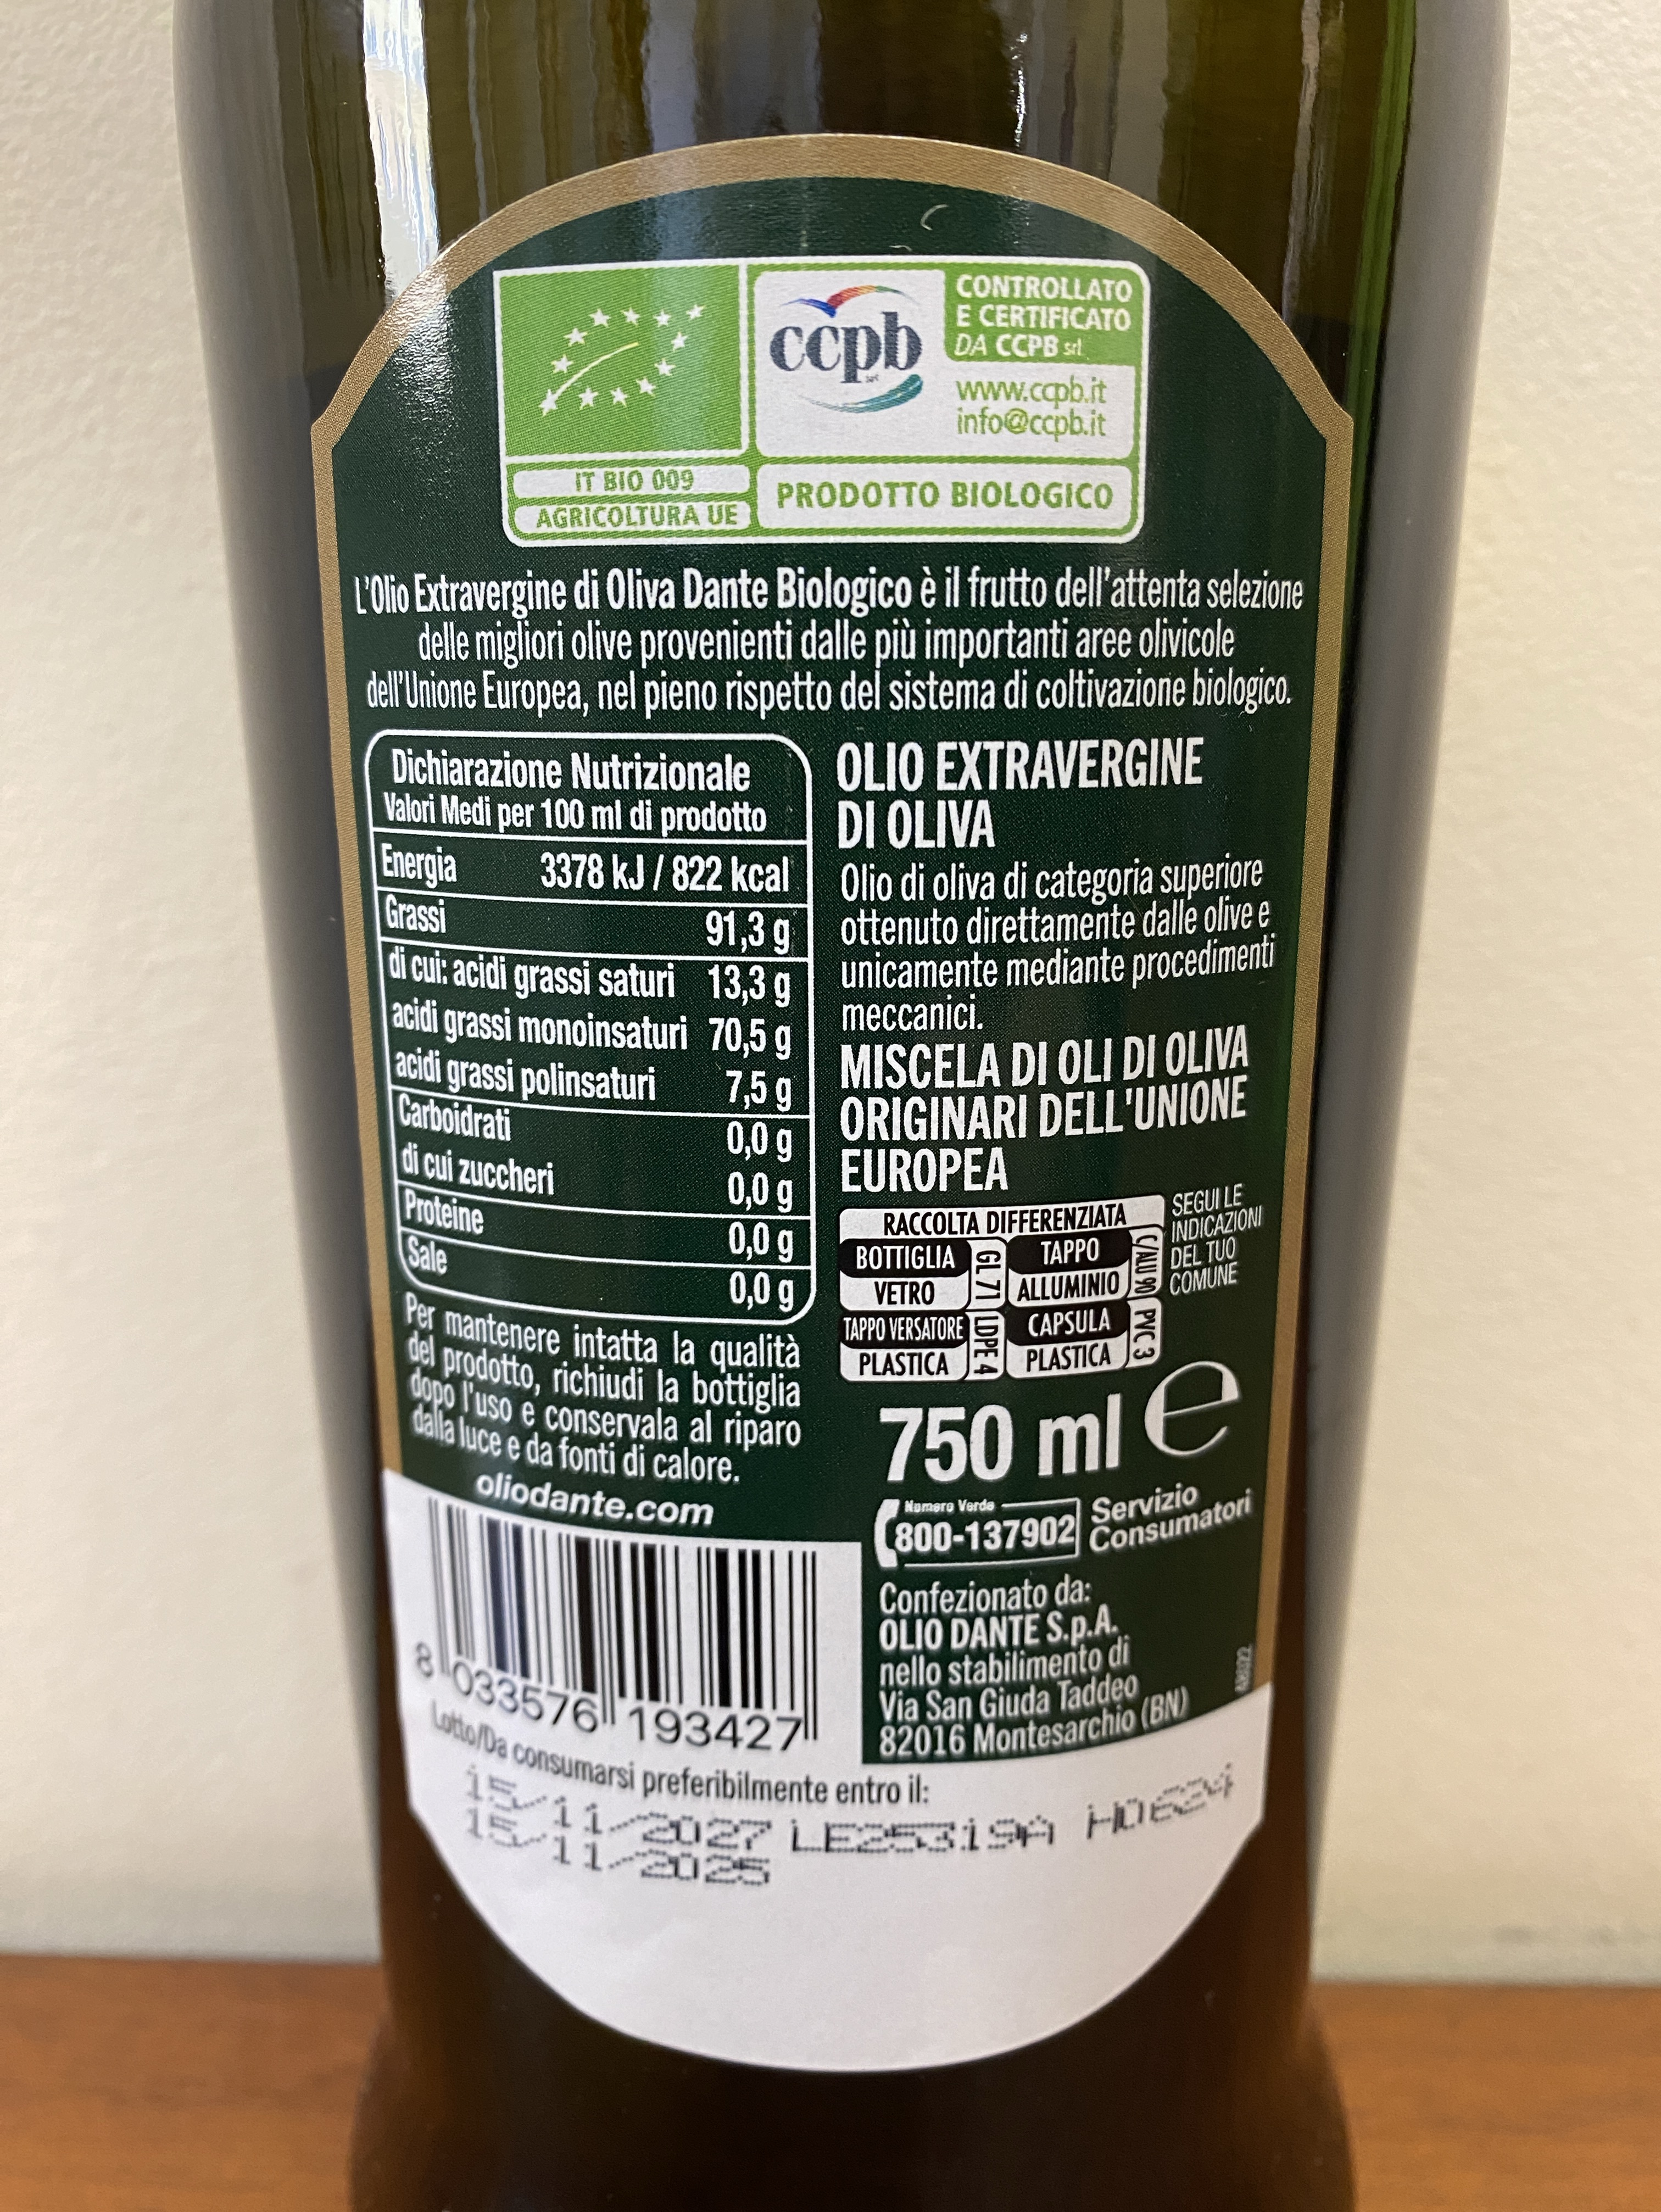 ccpb
srl
CONTROLLATO
E CERTIFICATO
DA CCPB srl
www.ccpb.it
info@ccpb.it
IT BIO 009
AGRICOLTURA UE
PRODOTTO BIOLOGICO
L'Olio Extravergine di Oliva Dante Biologico è il frutto dell'attenta selezione
delle migliori olive provenienti dalle più importanti aree olivicole
dell'Unione Europea, nel pieno rispetto del sistema di coltivazione biologico.
Dichiarazione Nutrizionale
Valori Medi per 100 ml di prodotto
Energia 3378 kJ / 822 kcal
Grassi 91,3 g
di cui: acidi grassi saturi 13,3 g
acidi grassi monoinsaturi 70,5 g
acidi grassi polinsaturi 7,5 g
Carboidrati 0,0 g
di cui zuccheri 0,0 g
Proteine 0,0 g
Sale 0,0 g
Per mantenere intatta la qualità
del prodotto, richiudi la bottiglia
dopo l'uso e conservala al riparo
dalla luce e da fonti di calore.
oliodante.com
OLIO EXTRAVERGINE
DI OLIVA
Olio di oliva di categoria superiore
ottenuto direttamente dalle olive e
unicamente mediante procedimenti
meccanici.
MISCELA DI OLI DI OLIVA
ORIGINARI DELL'UNIONE
EUROPEA
RACCOLTA DIFFERENZIATA
BOTTIGLIA
VETRO
GL 71
TAPPO
ALLUMINIO
C/ALU 90
TAPPO VERSATORE
PLASTICA
LDPE 4
CAPSULA
PLASTICA
PVC 3
SEGUI LE
INDICAZIONI
DEL TUO
COMUNE
750 ml e
Numero Verde
800-137902
Servizio
Consumatori
Confezionato da:
OLIO DANTE S.p.A.
nello stabilimento di
Via San Giuda Taddeo
82016 Montesarchio (BN)
8 033576 193427
Lotto/Da consumarsi preferibilmente entro il:
15/11/2027 LE25319A
15/11/2025